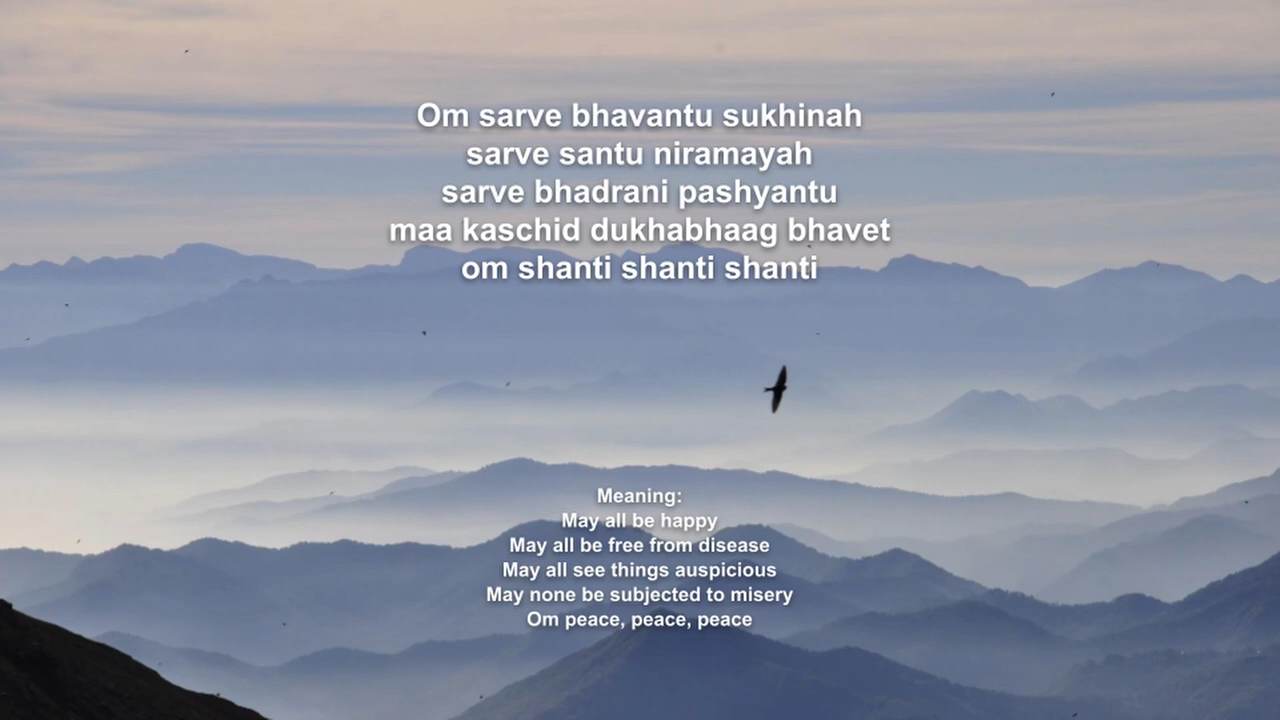 Om sarve bhavantu sukhinah
sarve santu niramayah
sarve bhadrani pashyantu
maa kaschid dukhabhaag bhavet
om shanti shanti shanti
Meaning:
May all be happy
May all be free from disease
May all see things auspicious
May none be subjected to misery
Om peace, peace, peace